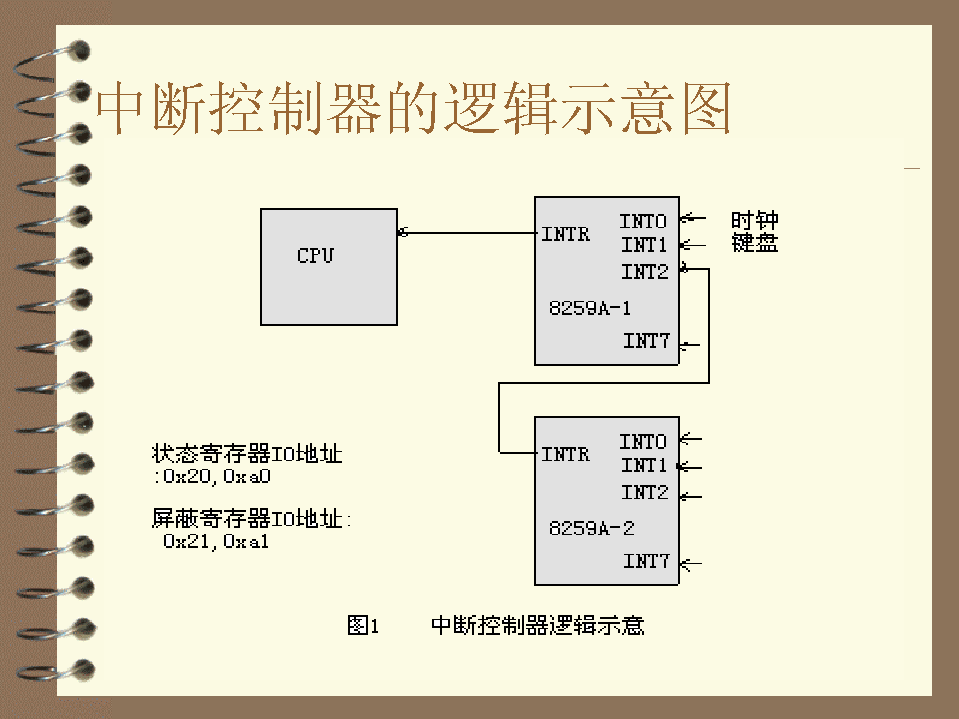 中断控制器的逻辑示意图
CPU
INTR
INT0
INT1
INT2
8259A-1
INT7
时钟
键盘
INTR
INT0
INT1
INT2
8259A-2
INT7
状态寄存器IO地址
:0x20,0xa0
屏蔽寄存器IO地址:
0x21,0xa1
图1 中断控制器逻辑示意